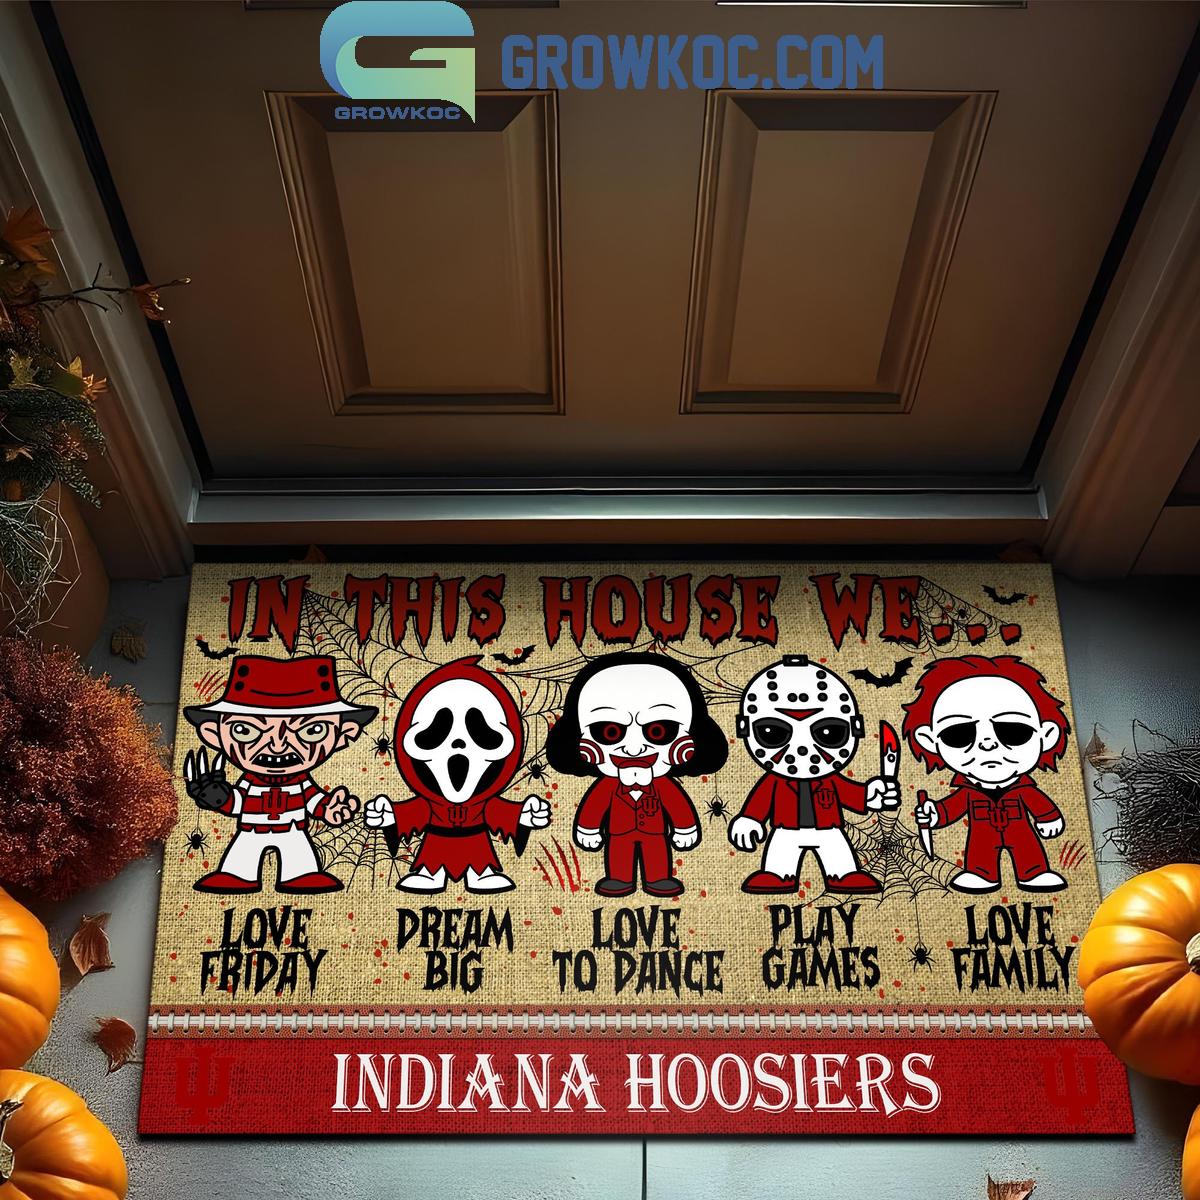 GROWKOC.COM
GROWKOC
IN THIS HOUSE WE...
LOVE
FRIDAY
DREAM
BIG
LOVE
TO DANCE
PLAY
GAMES
LOVE
FAMILY
INDIANA HOOSIERS